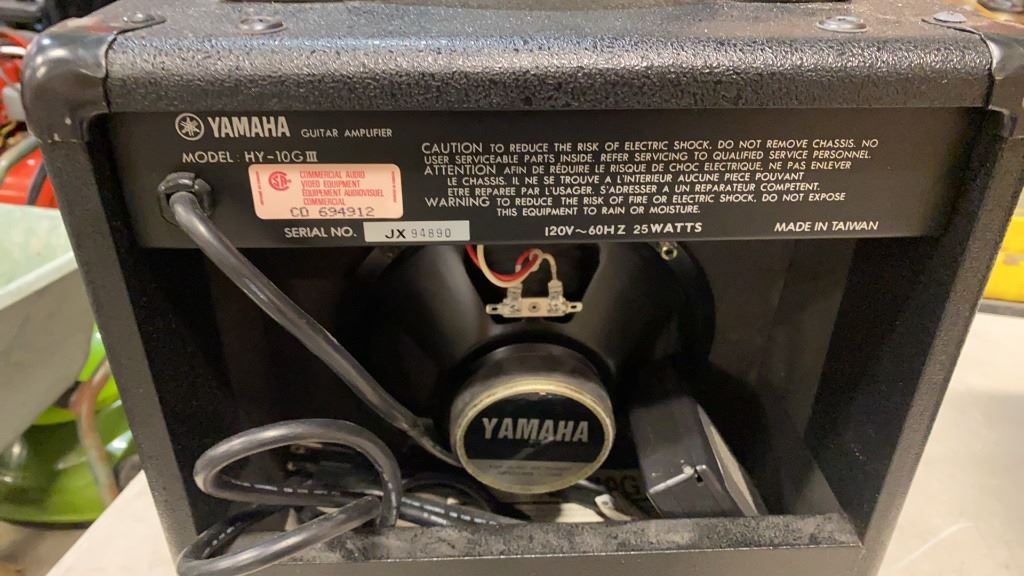 YAMAHA GUITAR AMPLIFIER
MODEL: HY-10G III
COMMERCIAL AUDIO
VIDEO EQUIPMENT
EQUIPMENT AUDIOVISUEL
COMMERCIAL
CD 694912
SERIAL NO. JX 94890
CAUTION TO REDUCE THE RISK OF ELECTRIC SHOCK. DO NOT REMOVE CHASSIS. NO
USER SERVICEABLE PARTS INSIDE. REFER SERVICING TO QUALIFIED SERVICE PERSONNEL.
ATTENTION AFIN DE RÉDUIRE LE RISQUE DE CHOC ELECTRIQUE. NE PAS ENLEVER
LE CHASSIS. IL NE SE TROUVE A L'INTERIEUR AUCUNE PIECE POUVANT
ETRE REPAREE PAR L'USAGER. S'ADRESSER A UN REPARATEUR COMPETENT.
WARNING TO REDUCE THE RISK OF FIRE OR ELECTRIC SHOCK. DO NOT EXPOSE
THIS EQUIPMENT TO RAIN OR MOISTURE.
120V~60HZ 25WATTS
MADE IN TAIWAN
YAMAHA